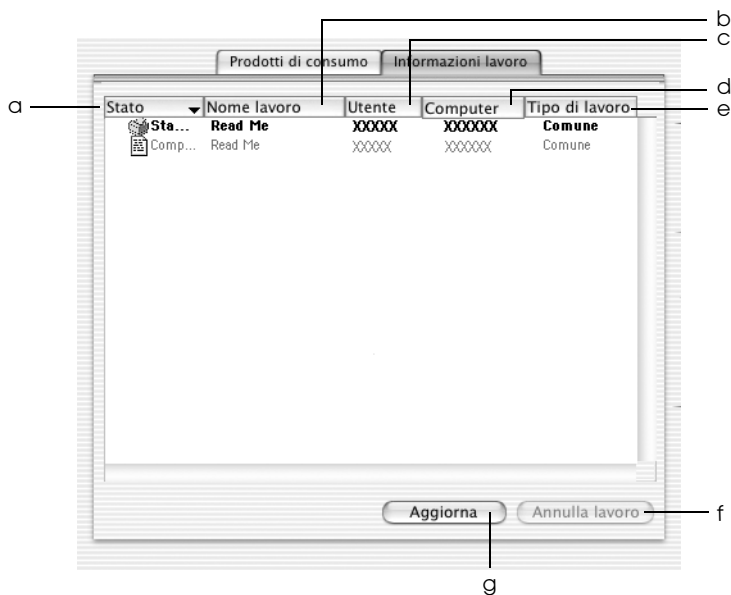 b
c
Prodotti di consumo Informazioni lavoro
d
a Stato Nome lavoro Utente Computer Tipo di lavoro e
Sta... Read Me XXXXX XXXXXX Comune
Comp... Read Me XXXXX XXXXXX Comune
Aggiorna Annulla lavoro f
g